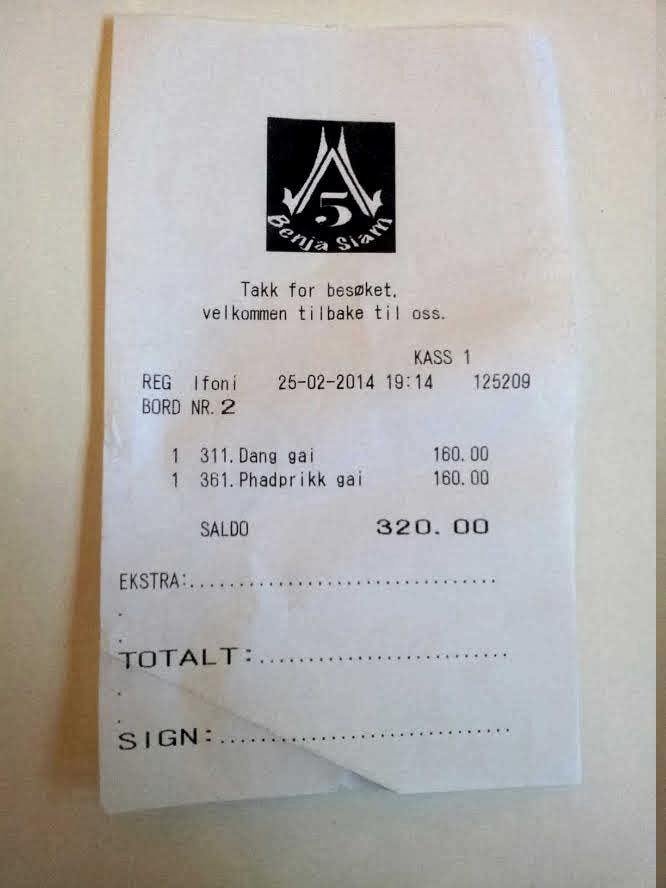 5
Benja Siam
Takk for besøket,
velkommen tilbake til oss.
KASS 1
REG Ifoni 25-02-2014 19:14 125209
BORD NR. 2
1 311.Dang gai 160.00
1 361.Phadprikk gai 160.00
SALDO 320.00
EKSTRA:................................
.
.
TOTALT:..........................
.
.
SIGN:..............................